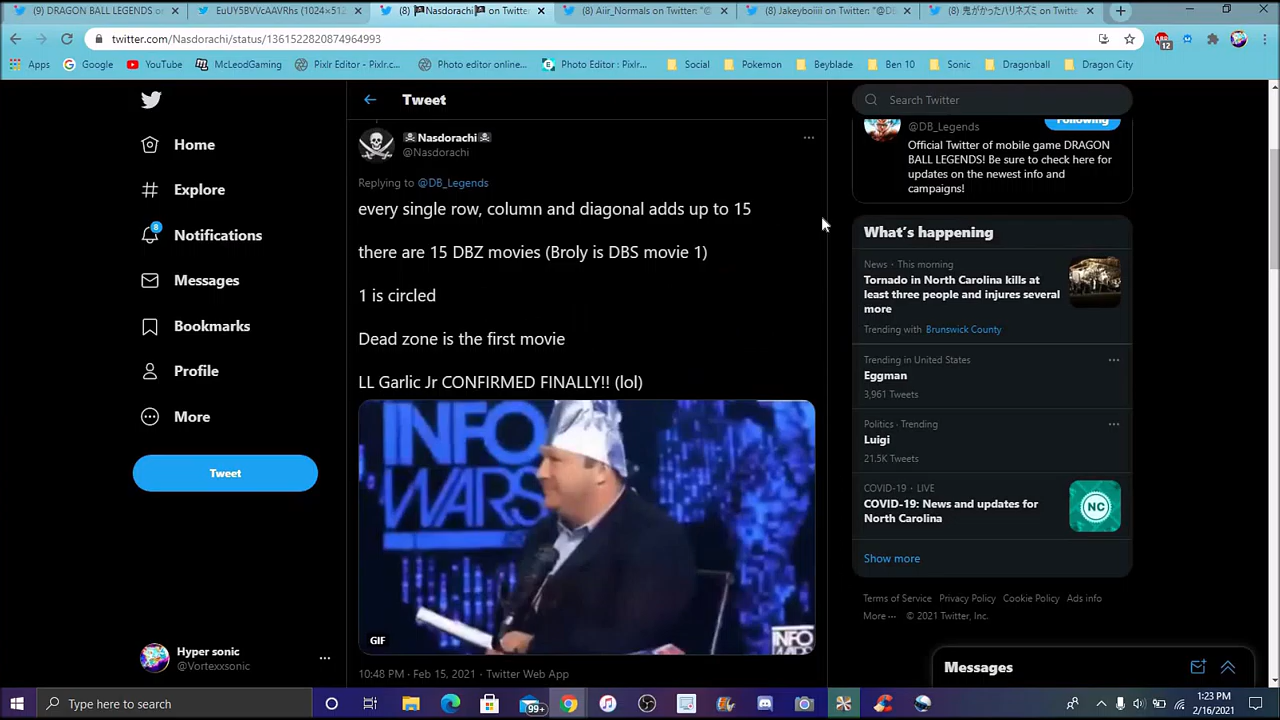 (9) DRAGON BALL LEGENDS on
EuUY5BVVcAAVRhs (1024×512
(8) Nasdorachi on Twitter
(8) Aiir_Normals on Twitter: "@
(8) Jakeyboiiii on Twitter: "@DB
(8) 鬼がかったハリネズミ on Twitter
twitter.com/Nasdorachi/status/1361522820874964993
12
Apps
Google
YouTube
McLeodGaming
Pixlr Editor - Pixlr.c...
Photo editor online...
Photo Editor : Pixlr...
Social
Pokemon
Beyblade
Ben 10
Sonic
Dragonball
Dragon City
Home
Explore
8
Notifications
Messages
Bookmarks
Profile
More
Tweet
Hyper sonic
@Vortexxsonic
Tweet
Nasdorachi
@Nasdorachi
Replying to @DB_Legends
every single row, column and diagonal adds up to 15
there are 15 DBZ movies (Broly is DBS movie 1)
1 is circled
Dead zone is the first movie
LL Garlic Jr CONFIRMED FINALLY!! (lol)
INFO
WARS
GIF
INFO
WARS
10:48 PM · Feb 15, 2021 · Twitter Web App
Search Twitter
@DB_Legends
Following
Official Twitter of mobile game DRAGON
BALL LEGENDS! Be sure to check here for
updates on the newest info and
campaigns!
What's happening
News · This morning
Tornado in North Carolina kills at
least three people and injures several
more
Trending with Brunswick County
Trending in United States
Eggman
3,961 Tweets
Politics · Trending
Luigi
21.5K Tweets
COVID-19 · LIVE
COVID-19: News and updates for
North Carolina
NC
Show more
Terms of Service Privacy Policy Cookie Policy Ads info
More ··· © 2021 Twitter, Inc.
Messages
Type here to search
99+
1:23 PM
2/16/2021